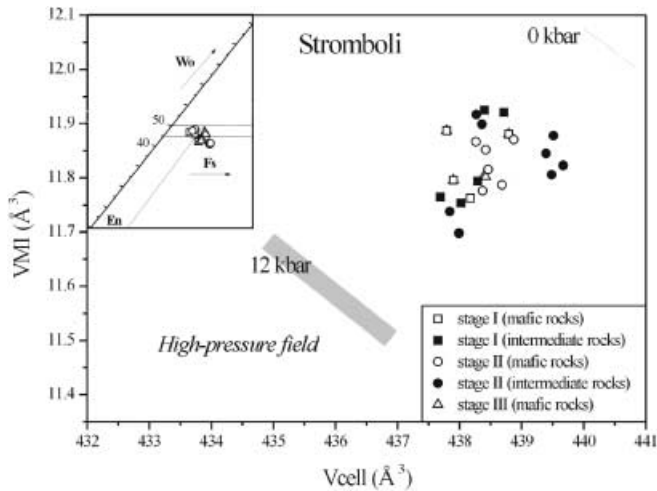 12.1
12.0
11.9
11.8
11.7
11.6
11.5
11.4
VMI (Å³)
Stromboli
0 kbar
Wo
50
40
Fs
En
12 kbar
High-pressure field
stage I (mafic rocks)
stage I (intermediate rocks)
stage II (mafic rocks)
stage II (intermediate rocks)
stage III (mafic rocks)
432 433 434 435 436 437 438 439 440 441
Vcell (Å³)